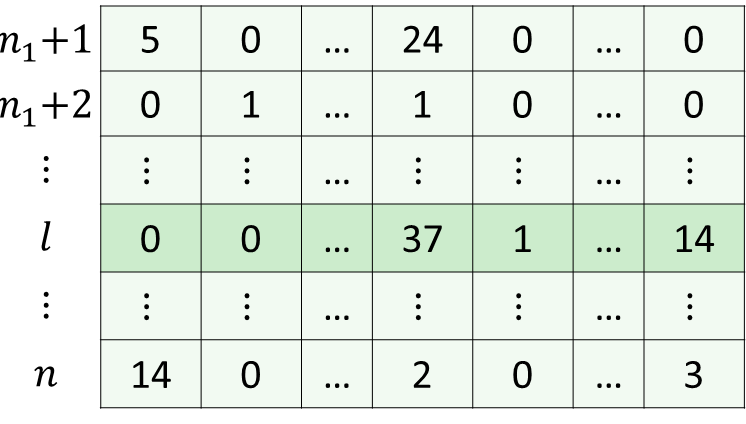 n₁+1 5 0 ... 24 0 ... 0
n₁+2 0 1 ... 1 0 ... 0
⋮ ⋮ ⋮ ... ⋮ ⋮ ... ⋮
l 0 0 ... 37 1 ... 14
⋮ ⋮ ⋮ ... ⋮ ⋮ ... ⋮
n 14 0 ... 2 0 ... 3